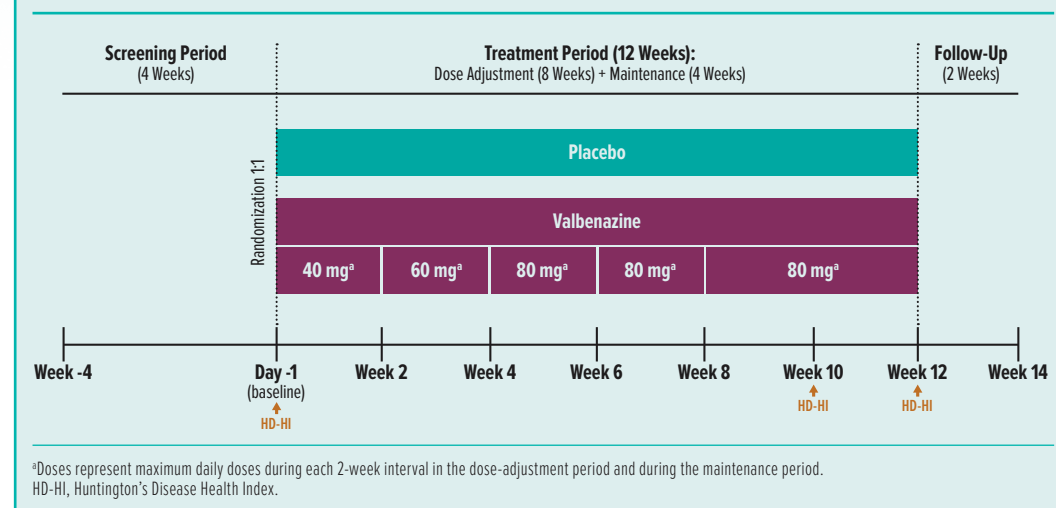 Screening Period
(4 Weeks)
Treatment Period (12 Weeks):
Dose Adjustment (8 Weeks) + Maintenance (4 Weeks)
Follow-Up
(2 Weeks)
Randomization 1:1
Placebo
Valbenazine
40 mgᵃ 60 mgᵃ 80 mgᵃ 80 mgᵃ 80 mgᵃ
Week -4 Day -1 Week 2 Week 4 Week 6 Week 8 Week 10 Week 12 Week 14
(baseline)
HD-HI HD-HI HD-HI
ᵃDoses represent maximum daily doses during each 2-week interval in the dose-adjustment period and during the maintenance period.
HD-HI, Huntington’s Disease Health Index.